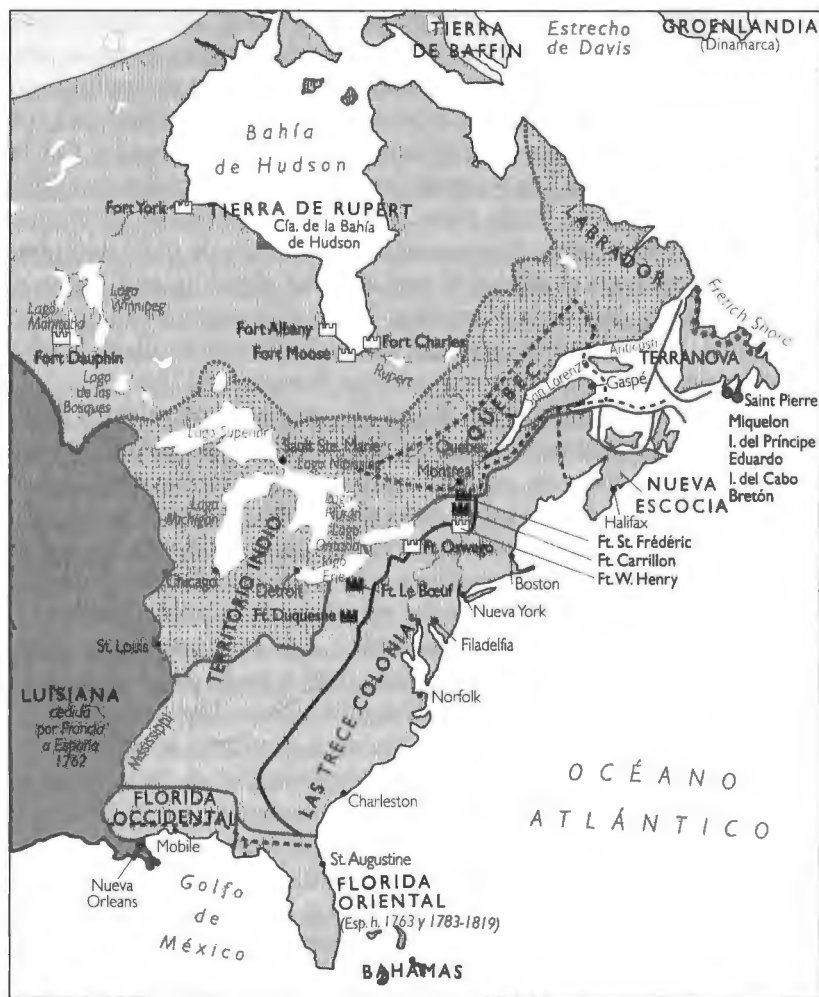 TIERRA
DE BAFFIN
Estrecho
de Davis
GROENLANDIA
(Dinamarca)
Bahía
de Hudson
Fort York
TIERRA DE RUPERT
Cía. de la Bahía
de Hudson
LABRADOR
Lago
Winnipeg
Lago
Manitoba
Fort Dauphin
Lago
de los
Bosques
Fort Albany
Fort Moose
Fort Charles
Rupert
French Shore
Anticosti
TERRANOVA
San Lorenzo
Gaspé
QUEBEC
Saint Pierre
Miquelon
I. del Príncipe
Eduardo
I. del Cabo
Bretón
Lago Superior
Sault Ste. Marie
Lago Nipissing
Quebec
Montreal
NUEVA
ESCOCIA
Halifax
Lago
Michigan
Lago
Hurón
Lago
Ontario
Lago
Erie
Ft. St. Frédéric
Ft. Carrillon
Ft. W. Henry
Ft. Oswego
Boston
Chicago
Detroit
Ft. Le Bœuf
Nueva York
Ft. Duquesne
Filadelfia
TERRITORIO INDIO
St. Louis
Norfolk
LUISIANA
cedida
por Francia
a España
1762
Mississippi
LAS TRECE COLONIAS
OCÉANO
ATLÁNTICO
Charleston
FLORIDA
OCCIDENTAL
Mobile
Nueva
Orleans
St. Augustine
FLORIDA
ORIENTAL
(Esp. h. 1763 y 1783-1819)
Golfo
de
México
BAHAMAS